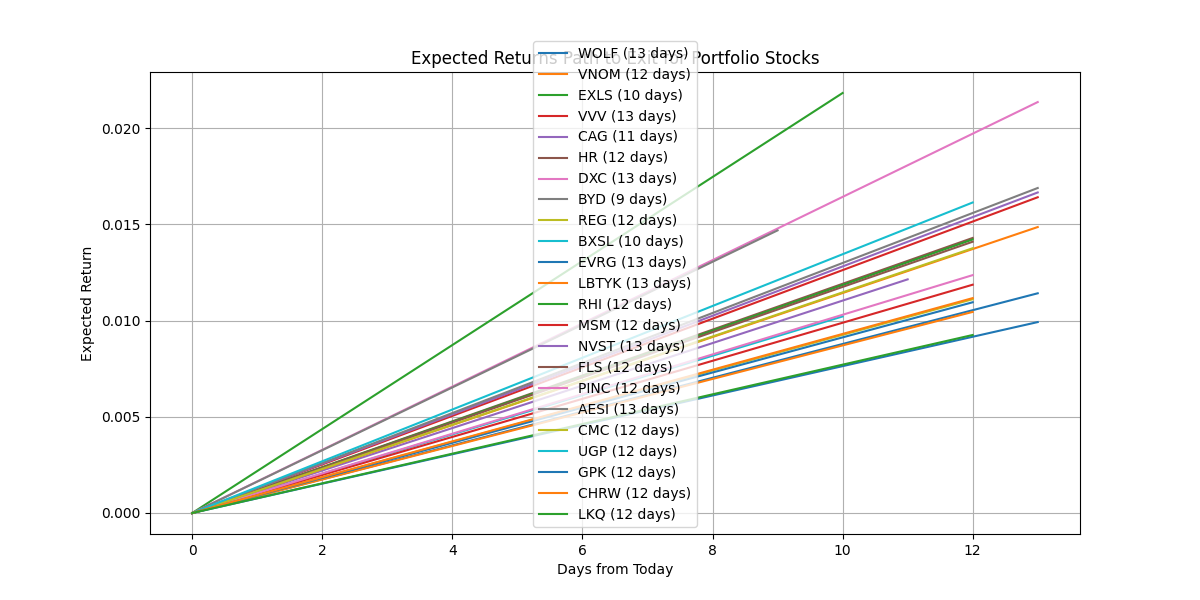 Expected Returns Path to Exit for Portfolio Stocks
WOLF (13 days)
VNOM (12 days)
EXLS (10 days)
VVV (13 days)
CAG (11 days)
HR (12 days)
DXC (13 days)
BYD (9 days)
REG (12 days)
BXSL (10 days)
EVRG (13 days)
LBTYK (13 days)
RHI (12 days)
MSM (12 days)
NVST (13 days)
FLS (12 days)
PINC (12 days)
AESI (13 days)
CMC (12 days)
UGP (12 days)
GPK (12 days)
CHRW (12 days)
LKQ (12 days)
Expected Return
0.020
0.015
0.010
0.005
0.000
0 2 4 6 8 10 12
Days from Today